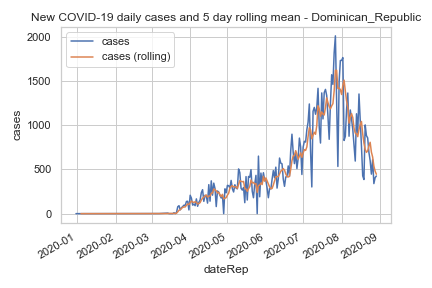 New COVID-19 daily cases and 5 day rolling mean - Dominican_Republic
cases
cases (rolling)
2000
1500
1000
500
0
cases
2020-01
2020-02
2020-03
2020-04
2020-05
2020-06
2020-07
2020-08
2020-09
dateRep